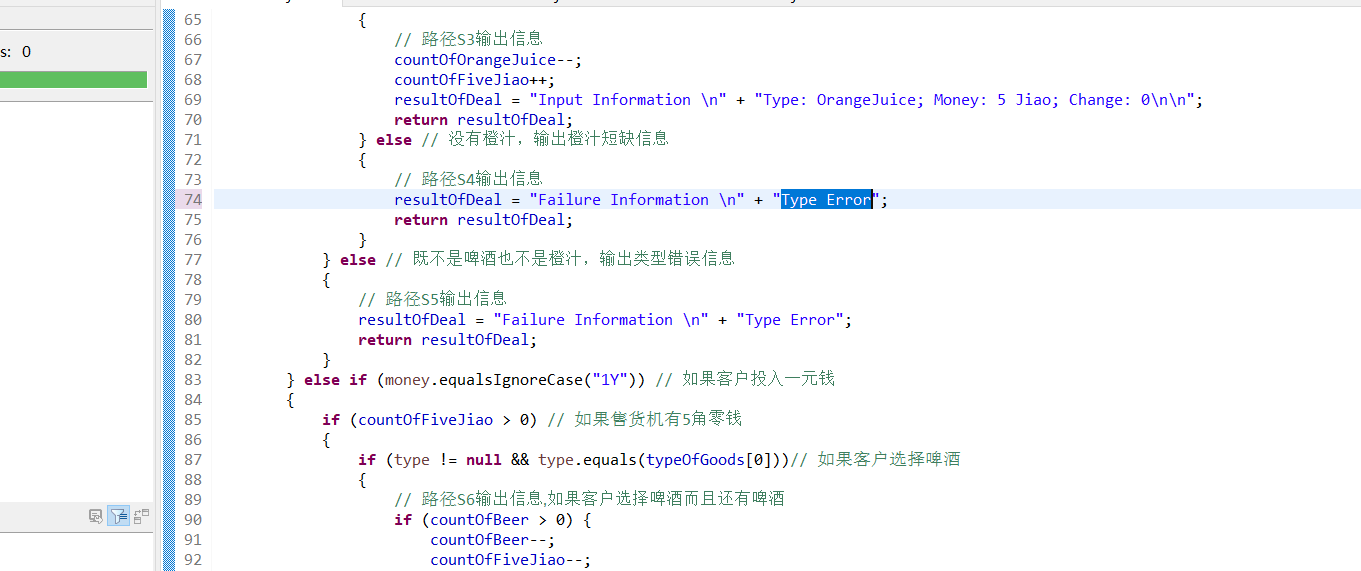 65 {
s: 0
66 // 路径S3输出信息
67 countOfOrangeJuice--;
68 countOfFiveJiao++;
69 resultOfDeal = "Input Information \n" + "Type: OrangeJuice; Money: 5 Jiao; Change: 0\n\n";
70 return resultOfDeal;
71 } else // 没有橙汁，输出橙汁短缺信息
72 {
73 // 路径S4输出信息
74 resultOfDeal = "Failure Information \n" + "Type Error";
75 return resultOfDeal;
76 }
77 } else // 既不是啤酒也不是橙汁，输出类型错误信息
78 {
79 // 路径S5输出信息
80 resultOfDeal = "Failure Information \n" + "Type Error";
81 return resultOfDeal;
82 }
83 } else if (money.equalsIgnoreCase("1Y")) // 如果客户投入一元钱
84 {
85 if (countOfFiveJiao > 0) // 如果售货机有5角零钱
86 {
87 if (type != null && type.equals(typeOfGoods[0]))// 如果客户选择啤酒
88 {
89 // 路径S6输出信息,如果客户选择啤酒而且还有啤酒
90 if (countOfBeer > 0) {
91 countOfBeer--;
92 countOfFiveJiao--;